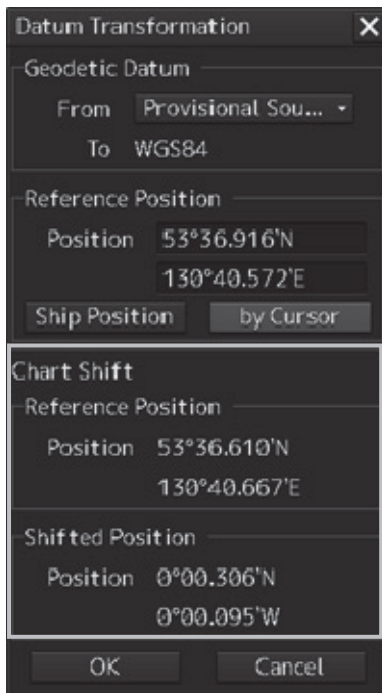 Datum Transformation
Geodetic Datum
From Provisional Sou...
To WGS84
Reference Position
Position 53°36.916'N
130°40.572'E
Ship Position by Cursor
Chart Shift
Reference Position
Position 53°36.610'N
130°40.667'E
Shifted Position
Position 0°00.306'N
0°00.095'W
OK Cancel